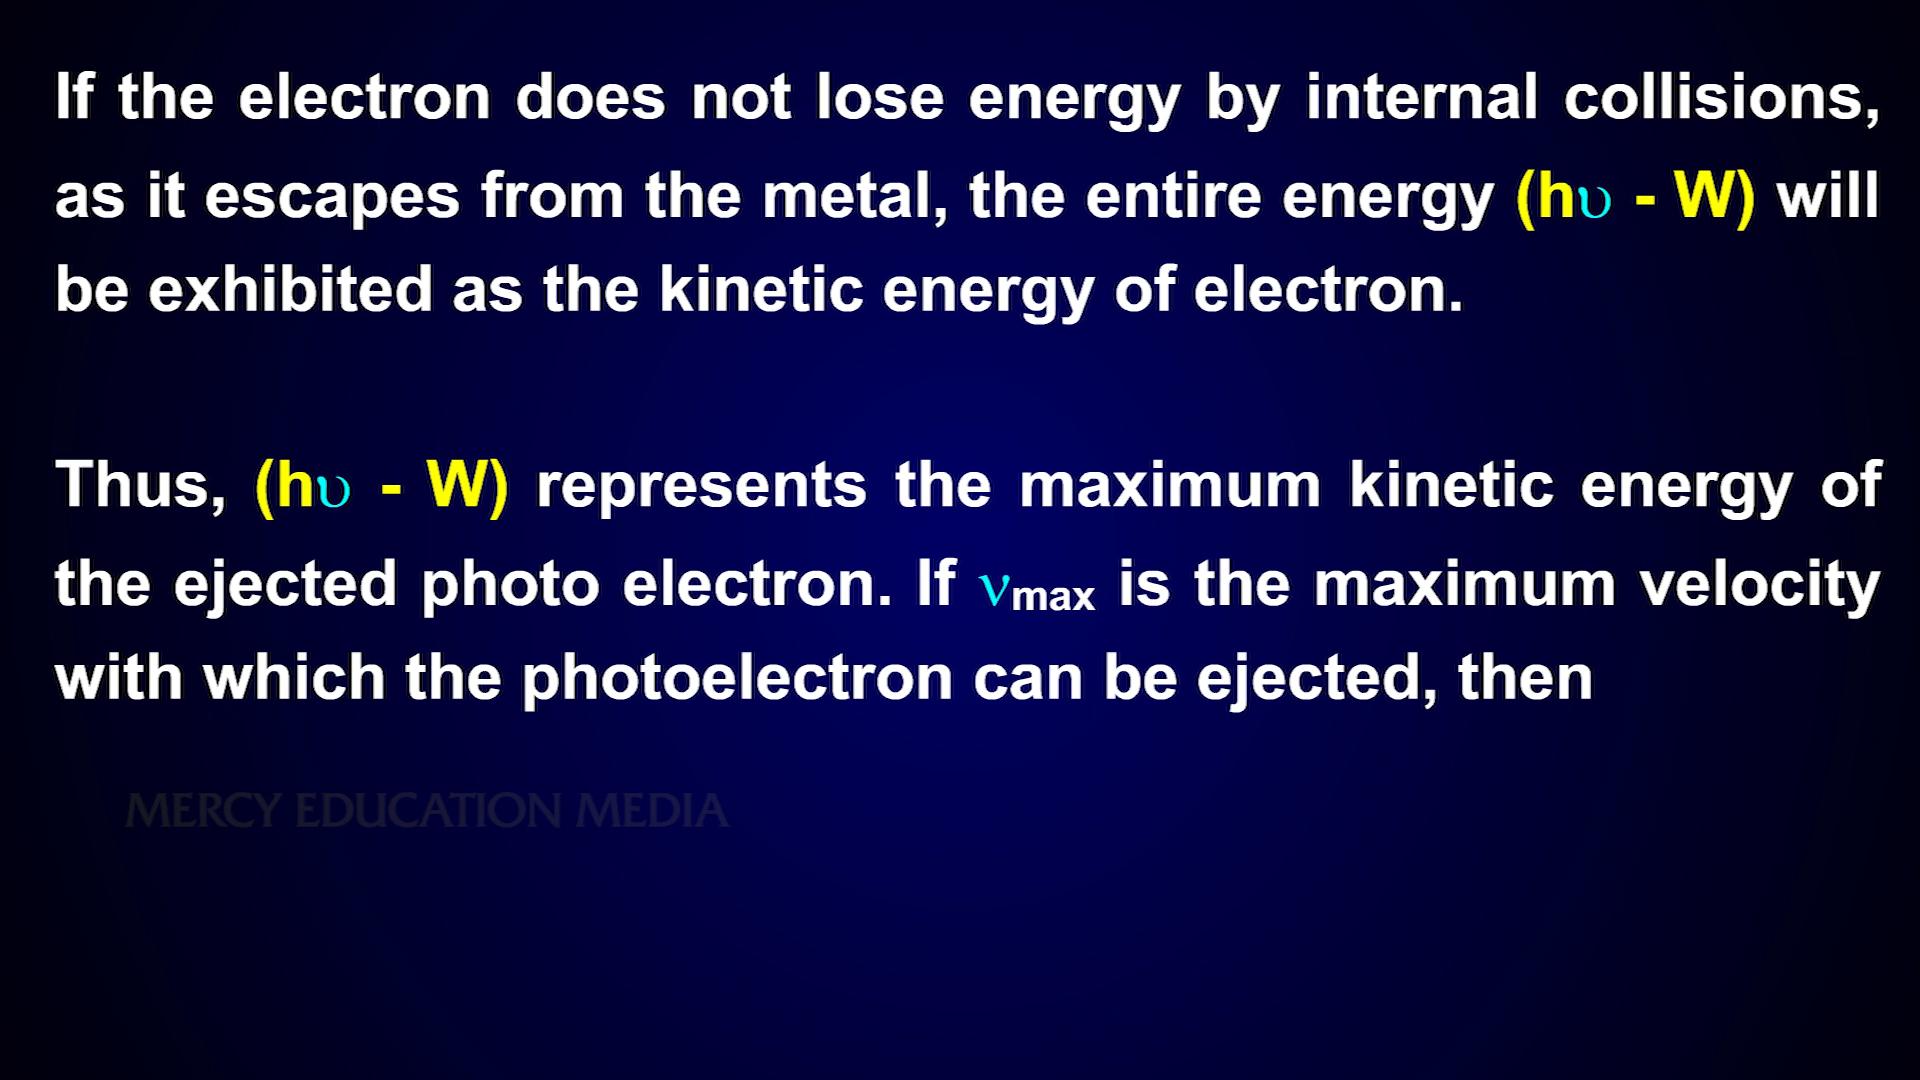 If the electron does not lose energy by internal collisions,
as it escapes from the metal, the entire energy (hυ - W) will
be exhibited as the kinetic energy of electron.
Thus, (hυ - W) represents the maximum kinetic energy of
the ejected photo electron. If νmax is the maximum velocity
with which the photoelectron can be ejected, then
MERCY EDUCATION MEDIA